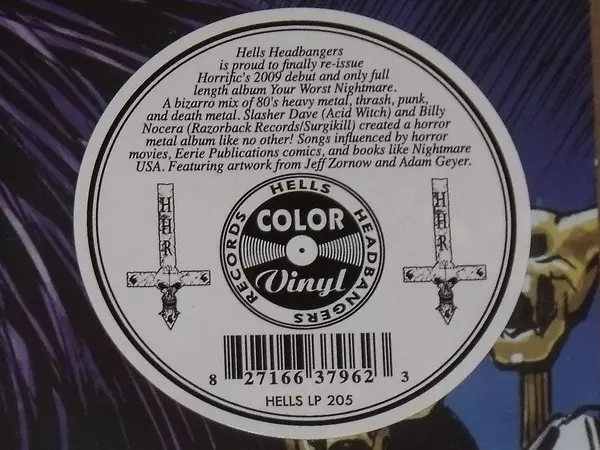 Hells Headbangers
is proud to finally re-issue
Horrific's 2009 debut and only full
length album Your Worst Nightmare.
A bizarro mix of 80's heavy metal, thrash, punk,
and death metal. Slasher Dave (Acid Witch) and Billy
Nocera (Razorback Records/Surgikill) created a horror
metal album like no other! Songs influenced by horror
movies, Eerie Publications comics, and books like Nightmare
USA. Featuring artwork from Jeff Zornow and Adam Geyer.
HHR
HELLS HEADBANGERS RECORDS
COLOR
Vinyl
HHR
8 27166 37962 3
HELLS LP 205